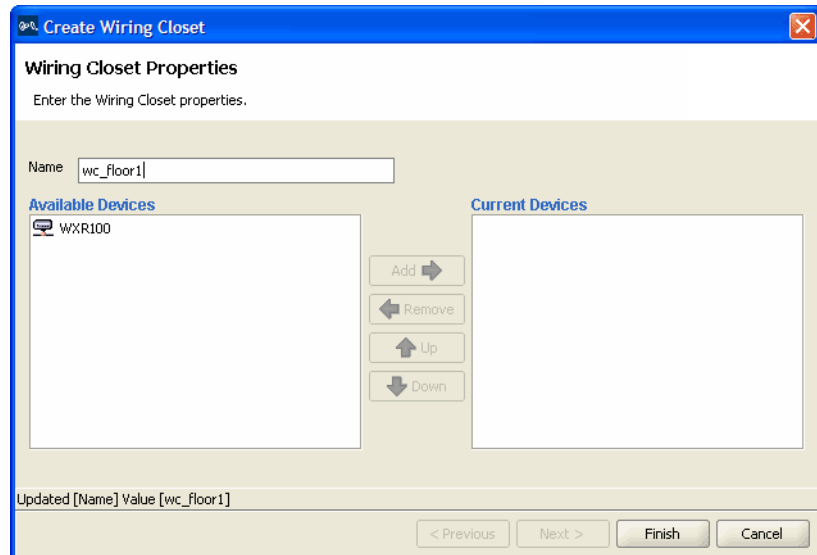 Create Wiring Closet
Wiring Closet Properties
Enter the Wiring Closet properties.
Name wc_floor1
Available Devices Current Devices
WXR100
Add
Remove
Up
Down
Updated [Name] Value [wc_floor1]
< Previous Next > Finish Cancel